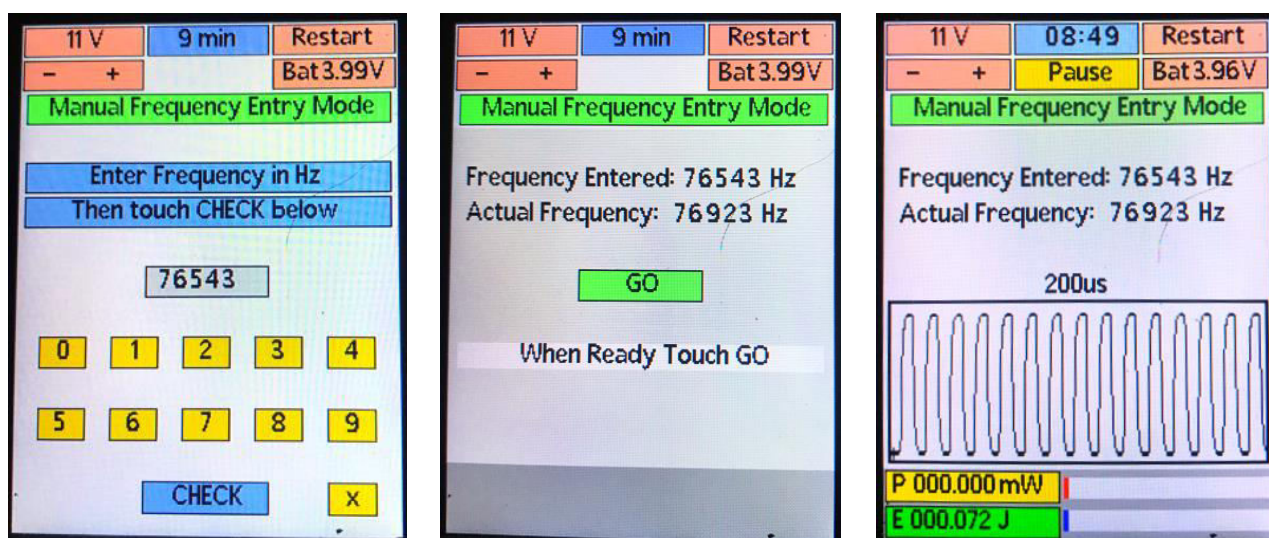 11 V 9 min Restart
- + Bat 3.99V
Manual Frequency Entry Mode
Enter Frequency in Hz
Then touch CHECK below
76543
0 1 2 3 4
5 6 7 8 9
CHECK X
11 V 9 min Restart
- + Bat 3.99V
Manual Frequency Entry Mode
Frequency Entered: 76543 Hz
Actual Frequency: 76923 Hz
GO
When Ready Touch GO
11 V 08:49 Restart
- + Pause Bat 3.96V
Manual Frequency Entry Mode
Frequency Entered: 76543 Hz
Actual Frequency: 76923 Hz
200us
P 000.000 mW
E 000.072 J